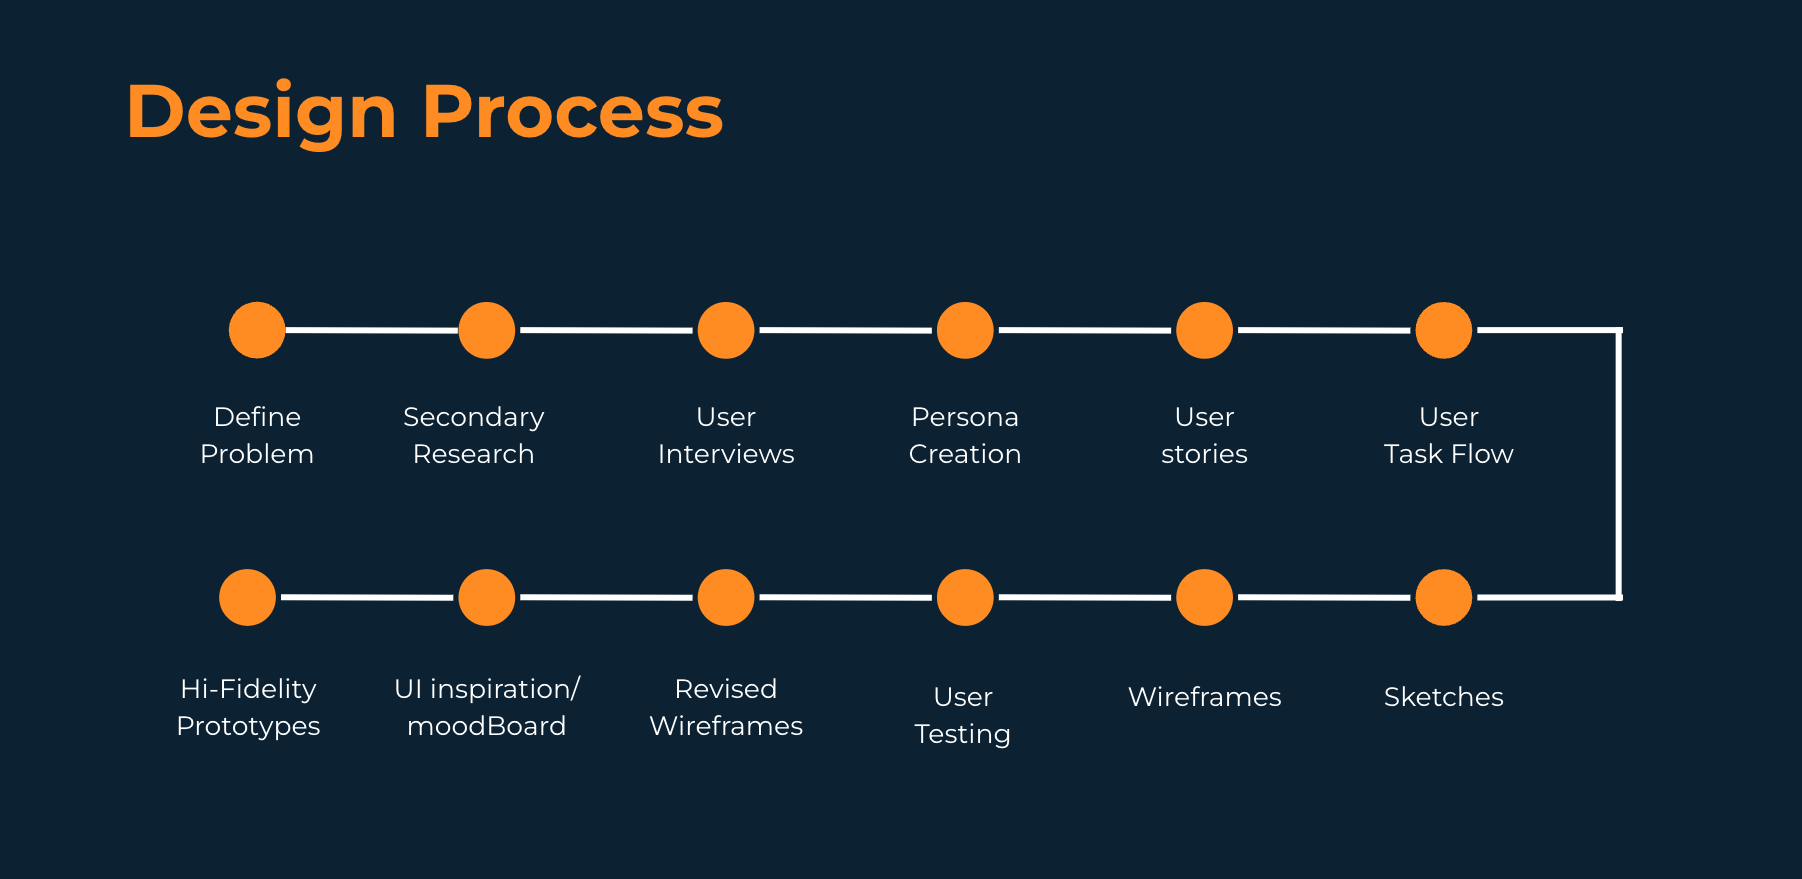 Design Process
Define
Problem
Secondary
Research
User
Interviews
Persona
Creation
User
stories
User
Task Flow
Hi-Fidelity
Prototypes
UI inspiration/
moodBoard
Revised
Wireframes
User
Testing
Wireframes
Sketches